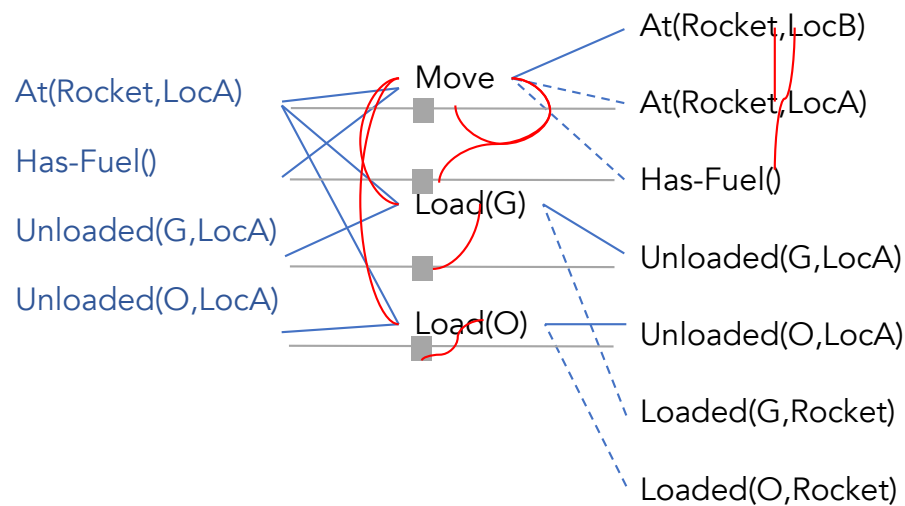 At(Rocket,LocA)
Has-Fuel()
Unloaded(G,LocA)
Unloaded(O,LocA)
Move
Load(G)
Load(O)
At(Rocket,LocB)
At(Rocket,LocA)
Has-Fuel()
Unloaded(G,LocA)
Unloaded(O,LocA)
Loaded(G,Rocket)
Loaded(O,Rocket)